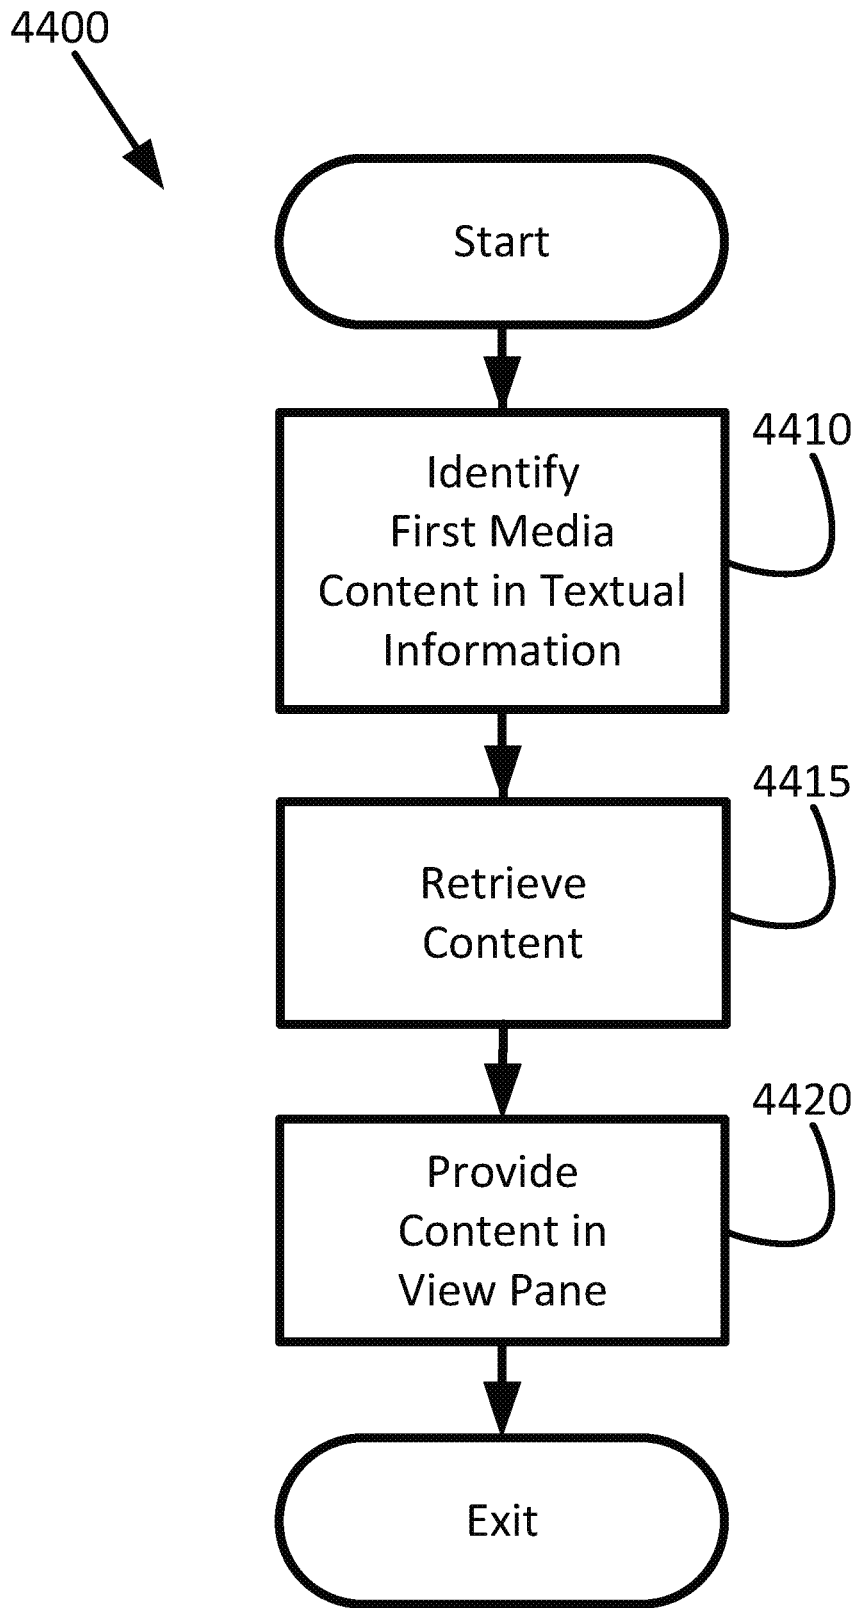 4400
Start
4410
Identify
First Media
Content in Textual
Information
4415
Retrieve
Content
4420
Provide
Content in
View Pane
Exit